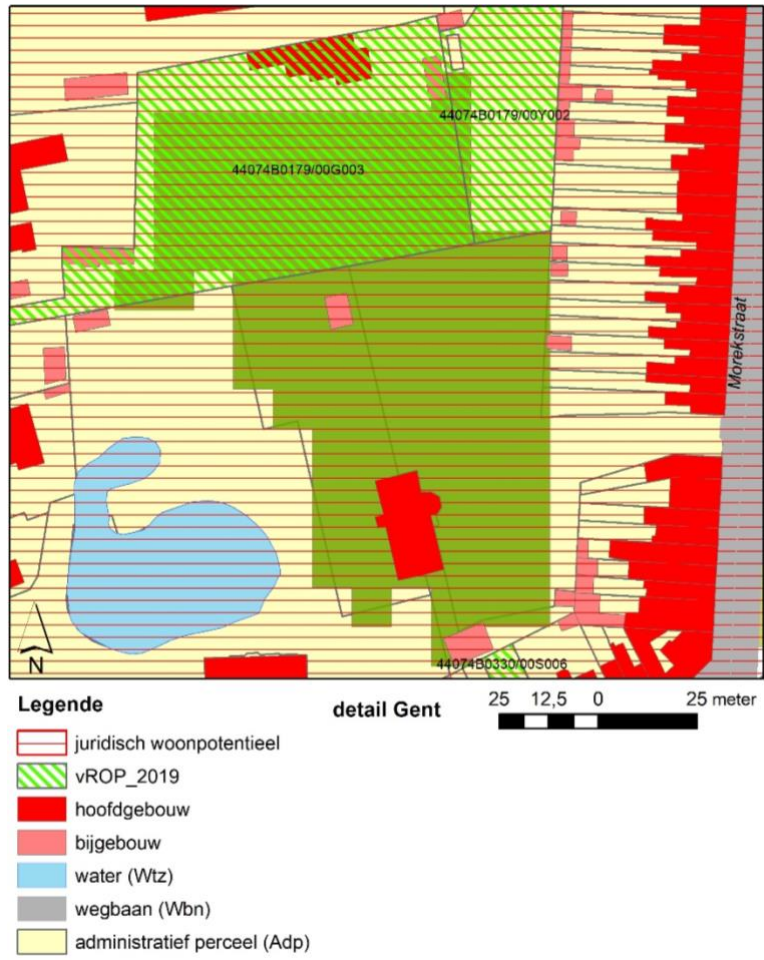 44074B0179/00Y002
44074B0179/00G003
Morekstraat
44074B0330/00S006
N
Legende
detail Gent
25 12,5 0 25 meter
juridisch woonpotentieel
vROP_2019
hoofdgebouw
bijgebouw
water (Wtz)
wegbaan (Wbn)
administratief perceel (Adp)